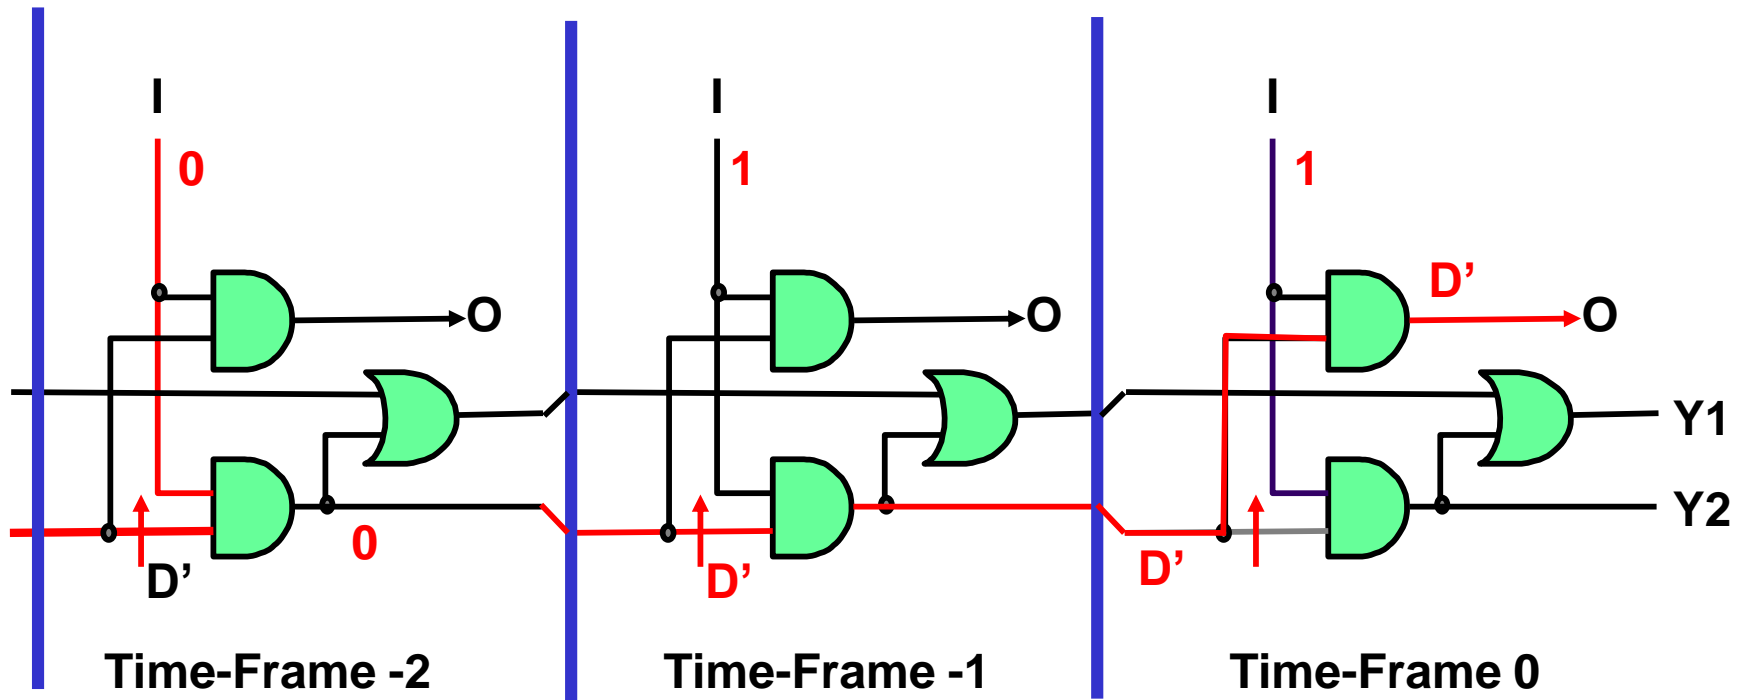 I I I
0 1 1
D’
O O O
Y1
0 Y2
D’ D’ D’
Time-Frame -2 Time-Frame -1 Time-Frame 0